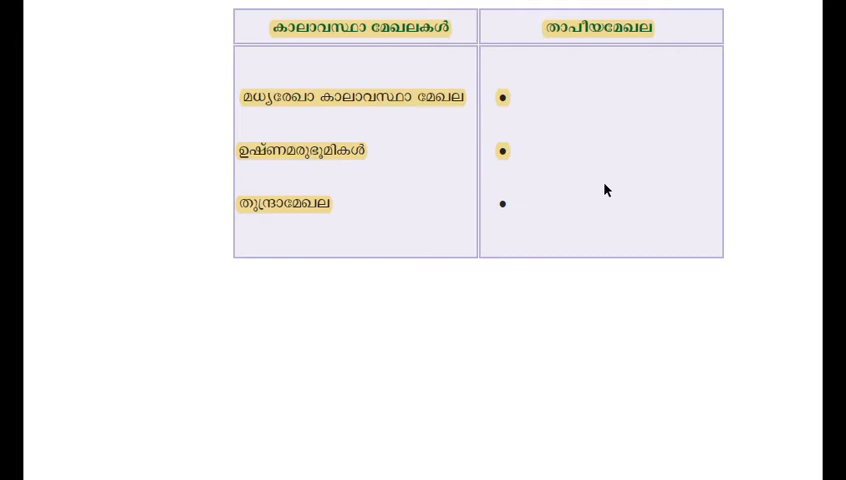 കാലാവസ്ഥാ മേഖലകൾ
താപീയമേഖല
മധ്യരേഖാ കാലാവസ്ഥാ മേഖല
•
ഉഷ്ണമരുഭൂമികൾ
•
തുന്ദ്രാമേഖല
•